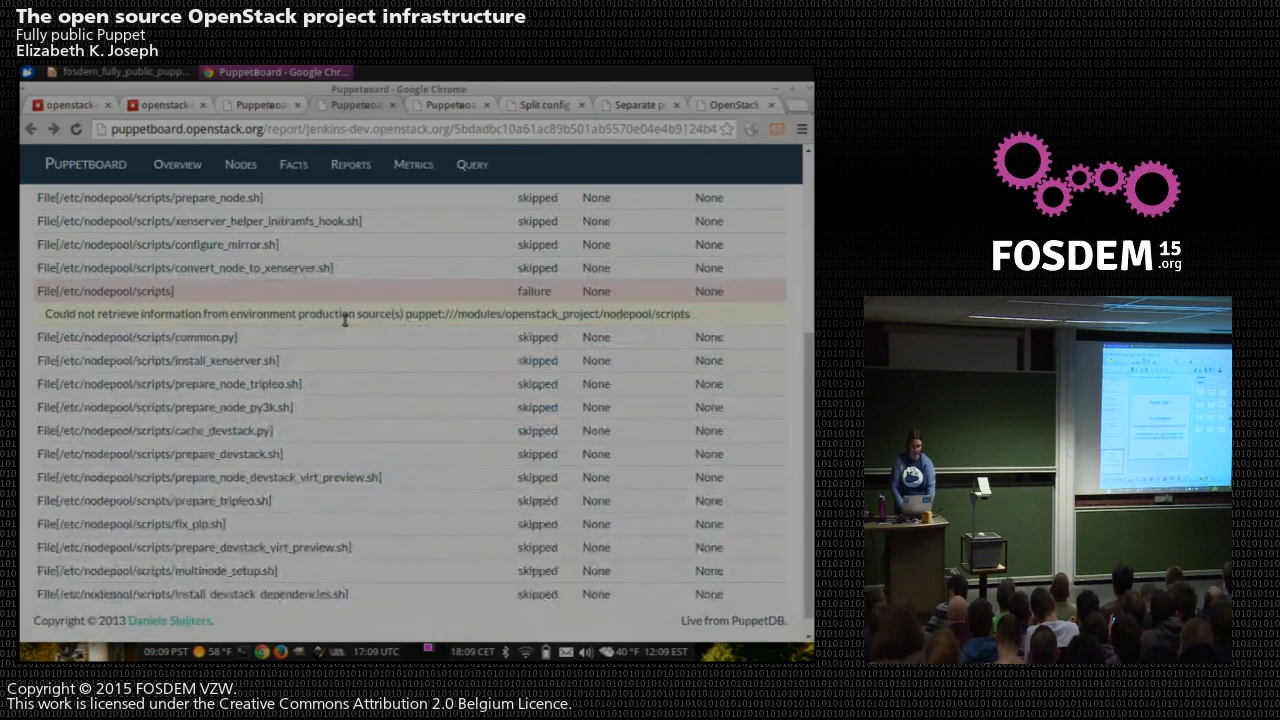 The open source OpenStack project infrastructure
Fully public Puppet
Elizabeth K. Joseph
fosdem_fully_public_pupp...
PuppetBoard - Google Chr...
PuppetBoard - Google Chrome
openstack-
openstack-
Puppetboa
Puppetboa
Puppetboa
Split config
Separate p
OpenStack
puppetboard.openstack.org/report/jenkins-dev.openstack.org/5bdadbc10a61ac89b501ab5570e04e4b9124b4
PUPPETBOARD OVERVIEW NODES FACTS REPORTS METRICS QUERY
File[/etc/nodepool/scripts/prepare_node.sh] skipped None None
File[/etc/nodepool/scripts/xenserver_helper_initramfs_hook.sh] skipped None None
File[/etc/nodepool/scripts/configure_mirror.sh] skipped None None
File[/etc/nodepool/scripts/convert_node_to_xenserver.sh] skipped None None
File[/etc/nodepool/scripts] failure None None
Could not retrieve information from environment production source(s) puppet:///modules/openstack_project/nodepool/scripts
File[/etc/nodepool/scripts/common.py] skipped None None
File[/etc/nodepool/scripts/install_xenserver.sh] skipped None None
File[/etc/nodepool/scripts/prepare_node_tripleo.sh] skipped None None
File[/etc/nodepool/scripts/prepare_node_py3k.sh] skipped None None
File[/etc/nodepool/scripts/cache_devstack.py] skipped None None
File[/etc/nodepool/scripts/prepare_devstack.sh] skipped None None
File[/etc/nodepool/scripts/prepare_node_devstack_virt_preview.sh] skipped None None
File[/etc/nodepool/scripts/prepare_tripleo.sh] skipped None None
File[/etc/nodepool/scripts/fix_pip.sh] skipped None None
File[/etc/nodepool/scripts/prepare_devstack_virt_preview.sh] skipped None None
File[/etc/nodepool/scripts/multinode_setup.sh] skipped None None
File[/etc/nodepool/scripts/install_devstack_dependencies.sh] skipped None None
Copyright © 2013 Daniele Sluijters. Live from PuppetDB.
09:09 PST 58 °F 17:09 UTC 18:09 CET 40 °F 12:09 EST
FOSDEM 15 .org
Copyright © 2015 FOSDEM VZW.
This work is licensed under the Creative Commons Attribution 2.0 Belgium Licence.